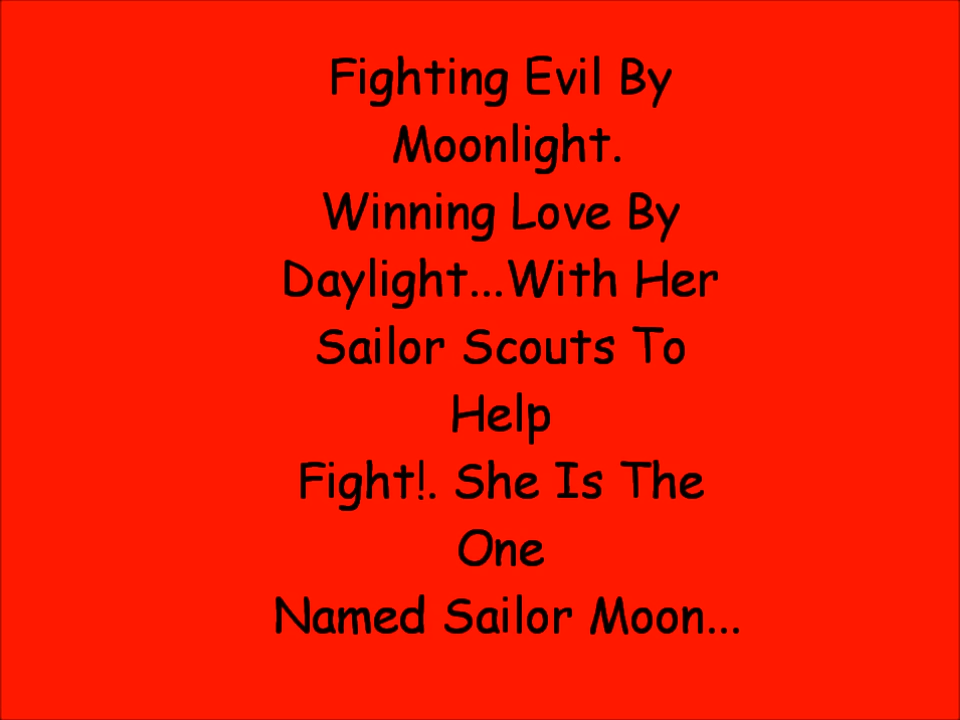 Fighting Evil By
Moonlight.
Winning Love By
Daylight...With Her
Sailor Scouts To
Help
Fight!. She Is The
One
Named Sailor Moon...